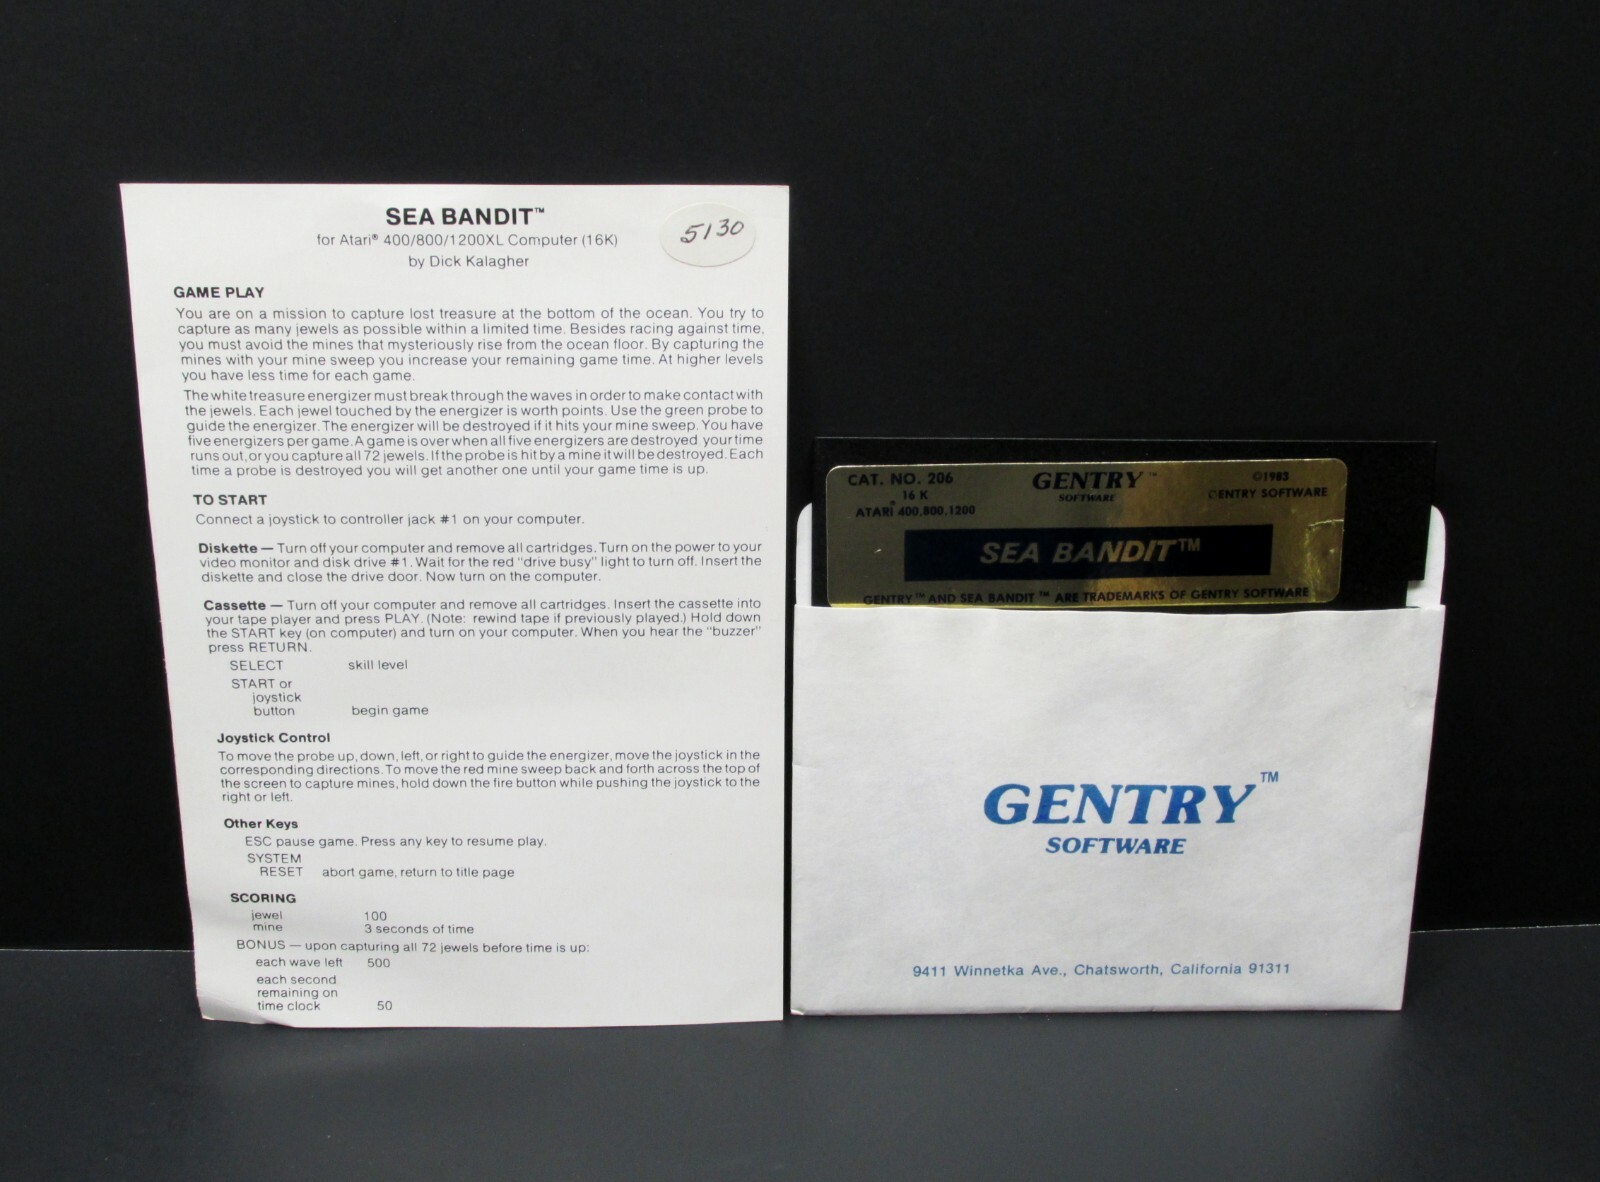 SEA BANDIT™
for Atari® 400/800/1200XL Computer (16K)
by Dick Kalagher
5130
GAME PLAY
You are on a mission to capture lost treasure at the bottom of the ocean. You try to
capture as many jewels as possible within a limited time. Besides racing against time,
you must avoid the mines that mysteriously rise from the ocean floor. By capturing the
mines with your mine sweep you increase your remaining game time. At higher levels
you have less time for each game.
The white treasure energizer must break through the waves in order to make contact with
the jewels. Each jewel touched by the energizer is worth points. Use the green probe to
guide the energizer. The energizer will be destroyed if it hits your mine sweep. You have
five energizers per game. A game is over when all five energizers are destroyed, your time
runs out, or you capture all 72 jewels. If the probe is hit by a mine it will be destroyed. Each
time a probe is destroyed you will get another one until your game time is up.
TO START
Connect a joystick to controller jack #1 on your computer.
Diskette — Turn off your computer and remove all cartridges. Turn on the power to your
video monitor and disk drive #1. Wait for the red "drive busy" light to turn off. Insert the
diskette and close the drive door. Now turn on the computer.
Cassette — Turn off your computer and remove all cartridges. Insert the cassette into
your tape player and press PLAY. (Note: rewind tape if previously played.) Hold down
the START key (on computer) and turn on your computer. When you hear the "buzzer"
press RETURN.
SELECT skill level
START or
joystick
button begin game
Joystick Control
To move the probe up, down, left, or right to guide the energizer, move the joystick in the
corresponding directions. To move the red mine sweep back and forth across the top of
the screen to capture mines, hold down the fire button while pushing the joystick to the
right or left.
Other Keys
ESC pause game. Press any key to resume play.
SYSTEM
RESET abort game, return to title page
SCORING
jewel 100
mine 3 seconds of time
BONUS — upon capturing all 72 jewels before time is up:
each wave left 500
each second
remaining on
time clock 50
CAT. NO. 206
16 K
ATARI® 400,800,1200
GENTRY™
SOFTWARE
©1983
GENTRY SOFTWARE
SEA BANDIT™
GENTRY™ AND SEA BANDIT™ ARE TRADEMARKS OF GENTRY SOFTWARE
GENTRY™
SOFTWARE
9411 Winnetka Ave., Chatsworth, California 91311